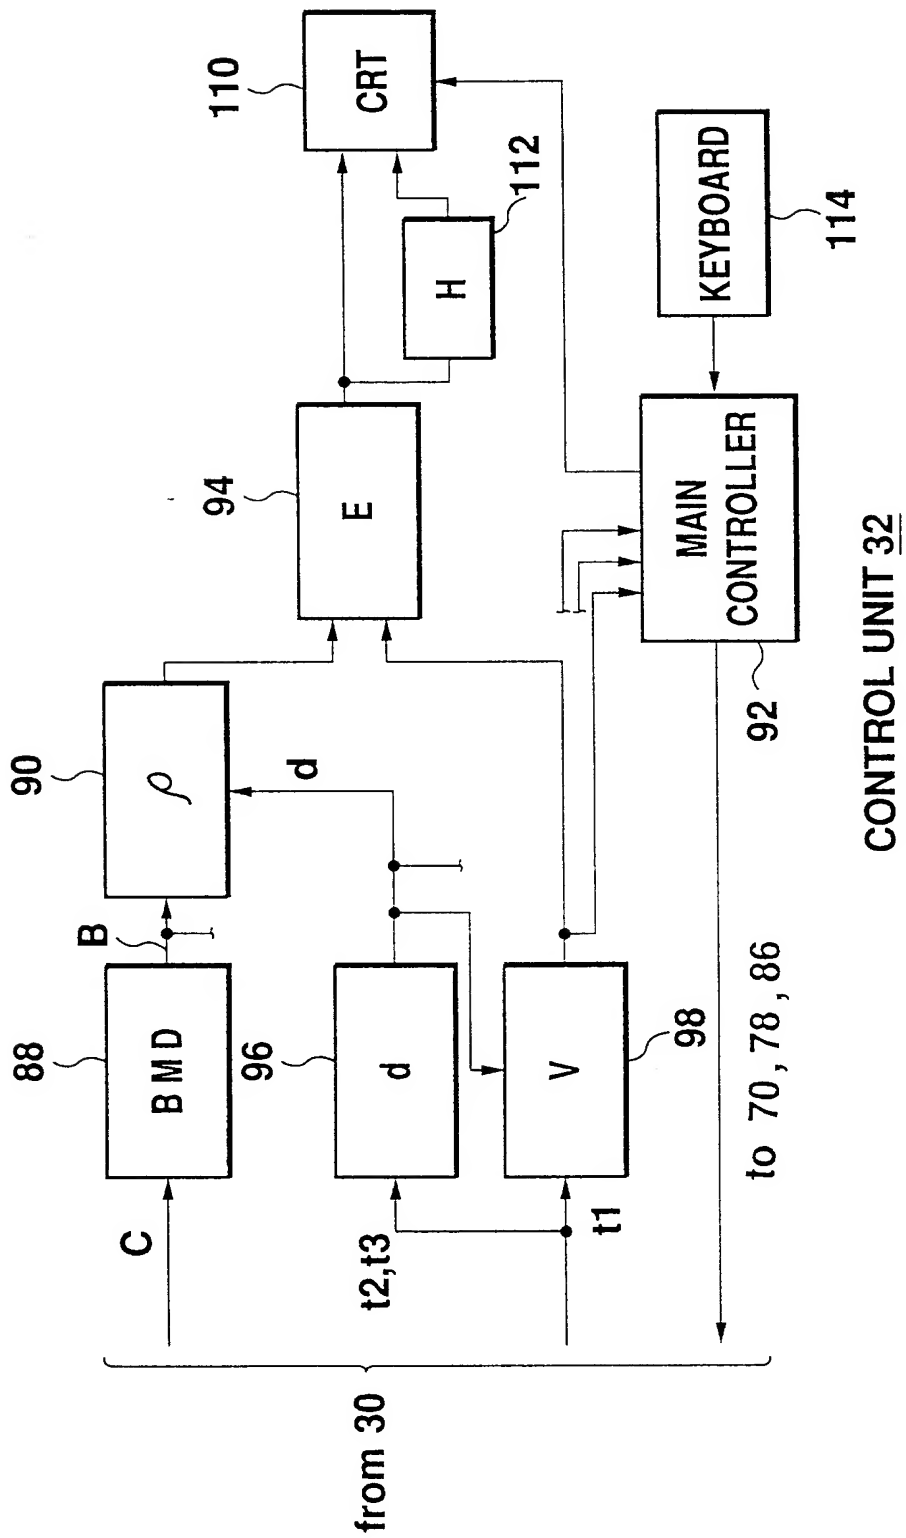 from 30
C
88
BMD
B
90
ρ
t2,t3
96
d
d
94
E
110
CRT
H
112
t1
V
98
to 70, 78, 86
92
MAIN
CONTROLLER
KEYBOARD
114
CONTROL UNIT 32